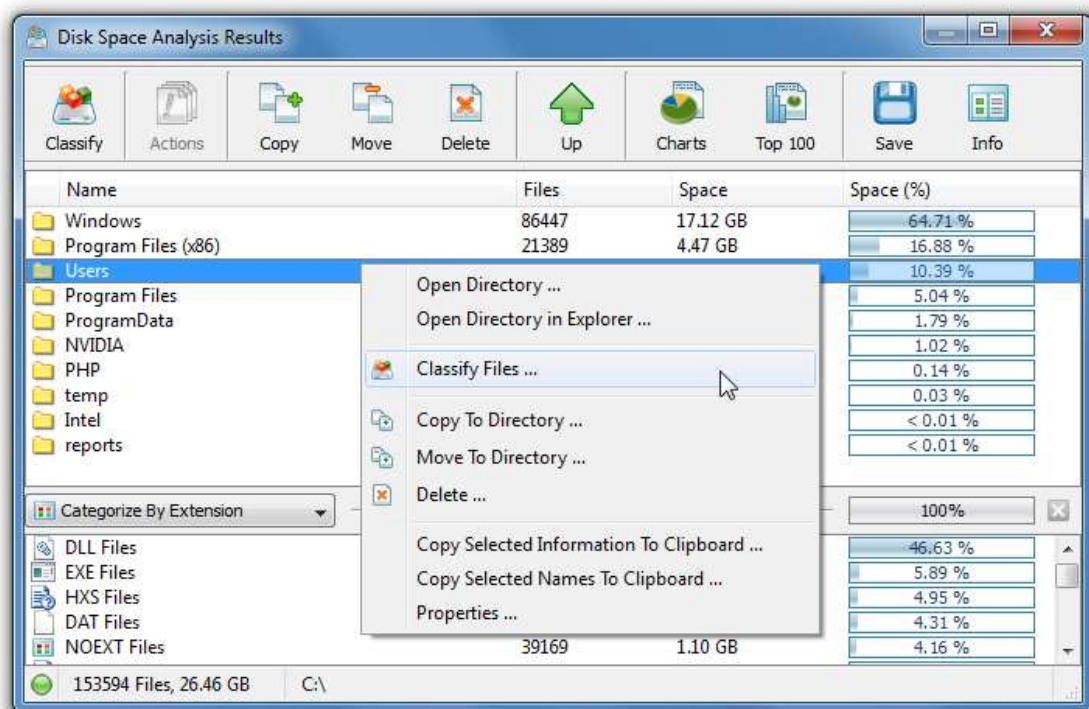 Disk Space Analysis Results
Classify Actions Copy Move Delete Up Charts Top 100 Save Info
Name Files Space Space (%)
Windows 86447 17.12 GB 64.71 %
Program Files (x86) 21389 4.47 GB 16.88 %
Users 10.39 %
Program Files 5.04 %
ProgramData 1.79 %
NVIDIA 1.02 %
PHP 0.14 %
temp 0.03 %
Intel < 0.01 %
reports < 0.01 %
Open Directory ...
Open Directory in Explorer ...
Classify Files ...
Copy To Directory ...
Move To Directory ...
Delete ...
Copy Selected Information To Clipboard ...
Copy Selected Names To Clipboard ...
Properties ...
Categorize By Extension 100%
DLL Files 46.63 %
EXE Files 5.89 %
HXS Files 4.95 %
DAT Files 4.31 %
NOEXT Files 39169 1.10 GB 4.16 %
153594 Files, 26.46 GB C:\